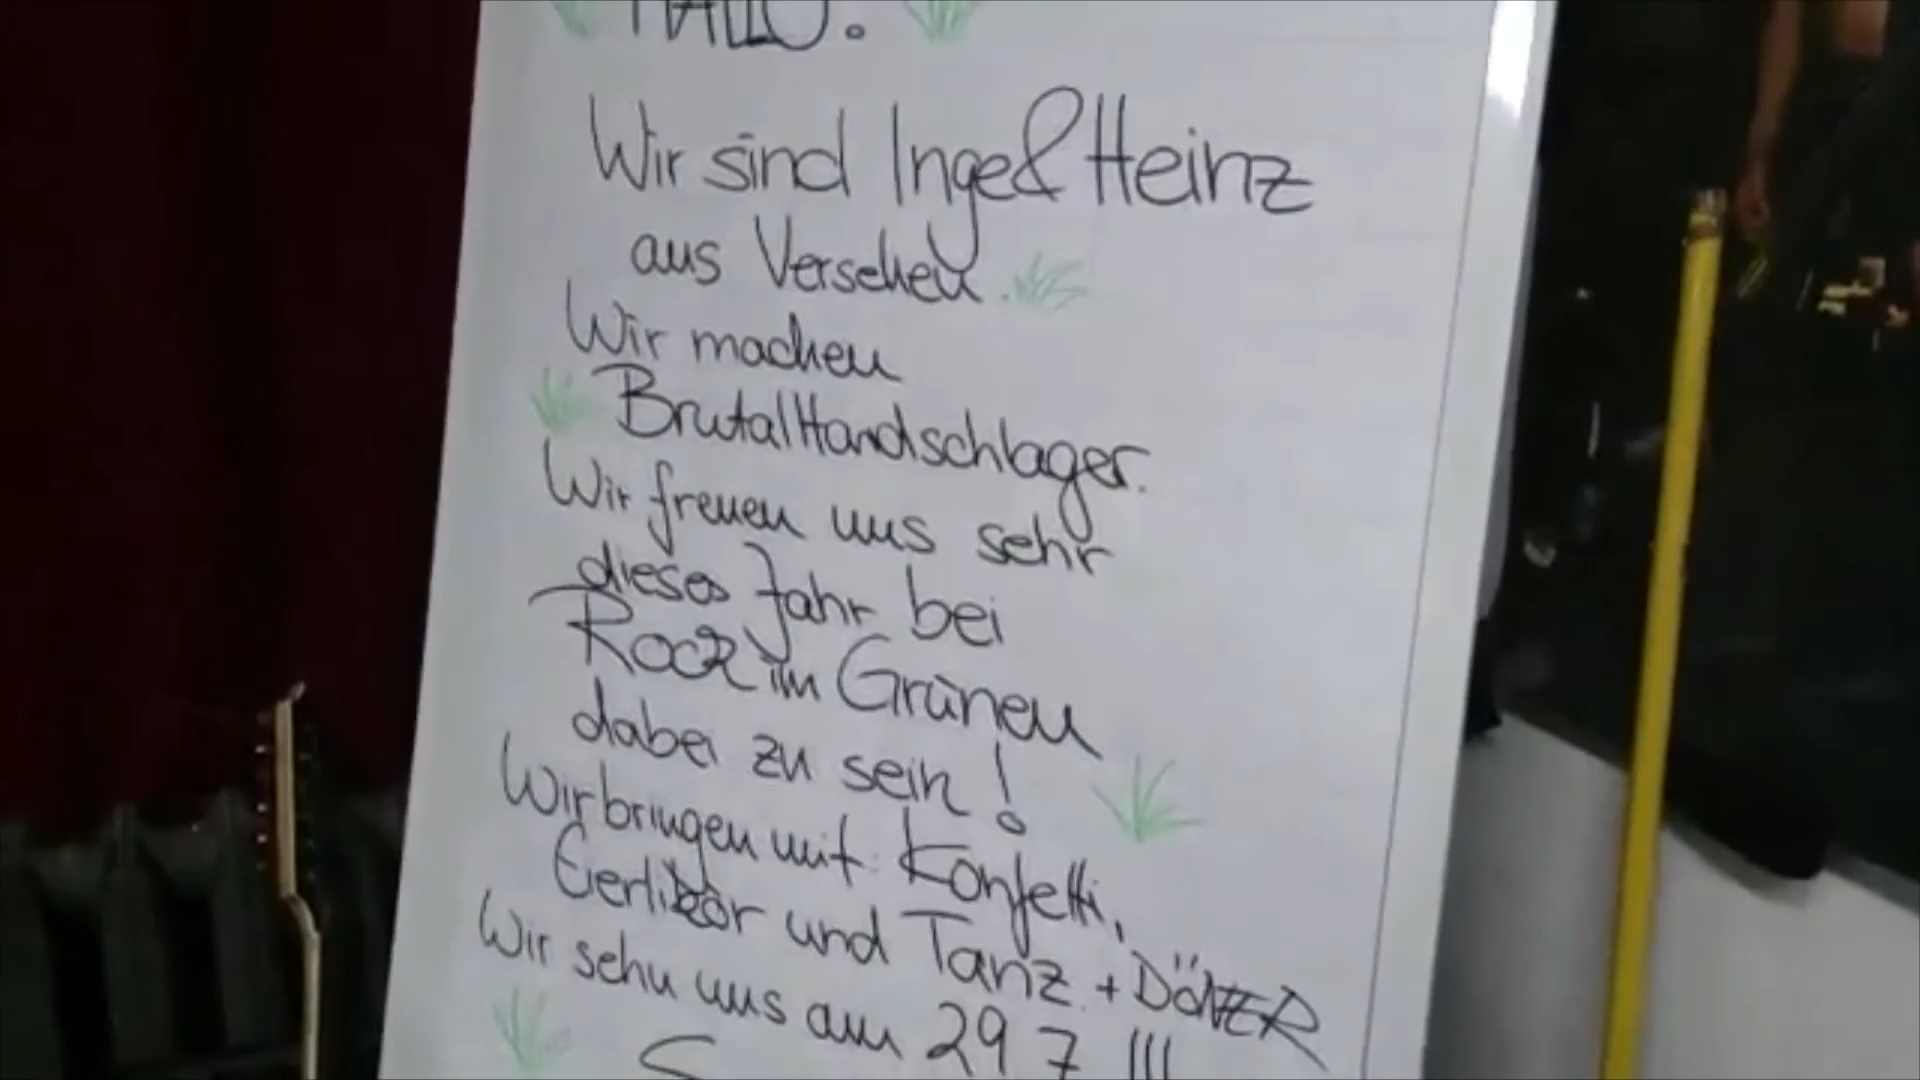 HALLO.
Wir sind Inge & Heinz
aus Versehen.
Wir machen
BrutalHandschlager.
Wir freuen uns sehr
dieses Jahr bei
Rock im Grünen
dabei zu sein!
Wir bringen mit: Konfetti,
Eierlikör und Tanz + DÖNER
Wir sehn uns am 29 7 !!!